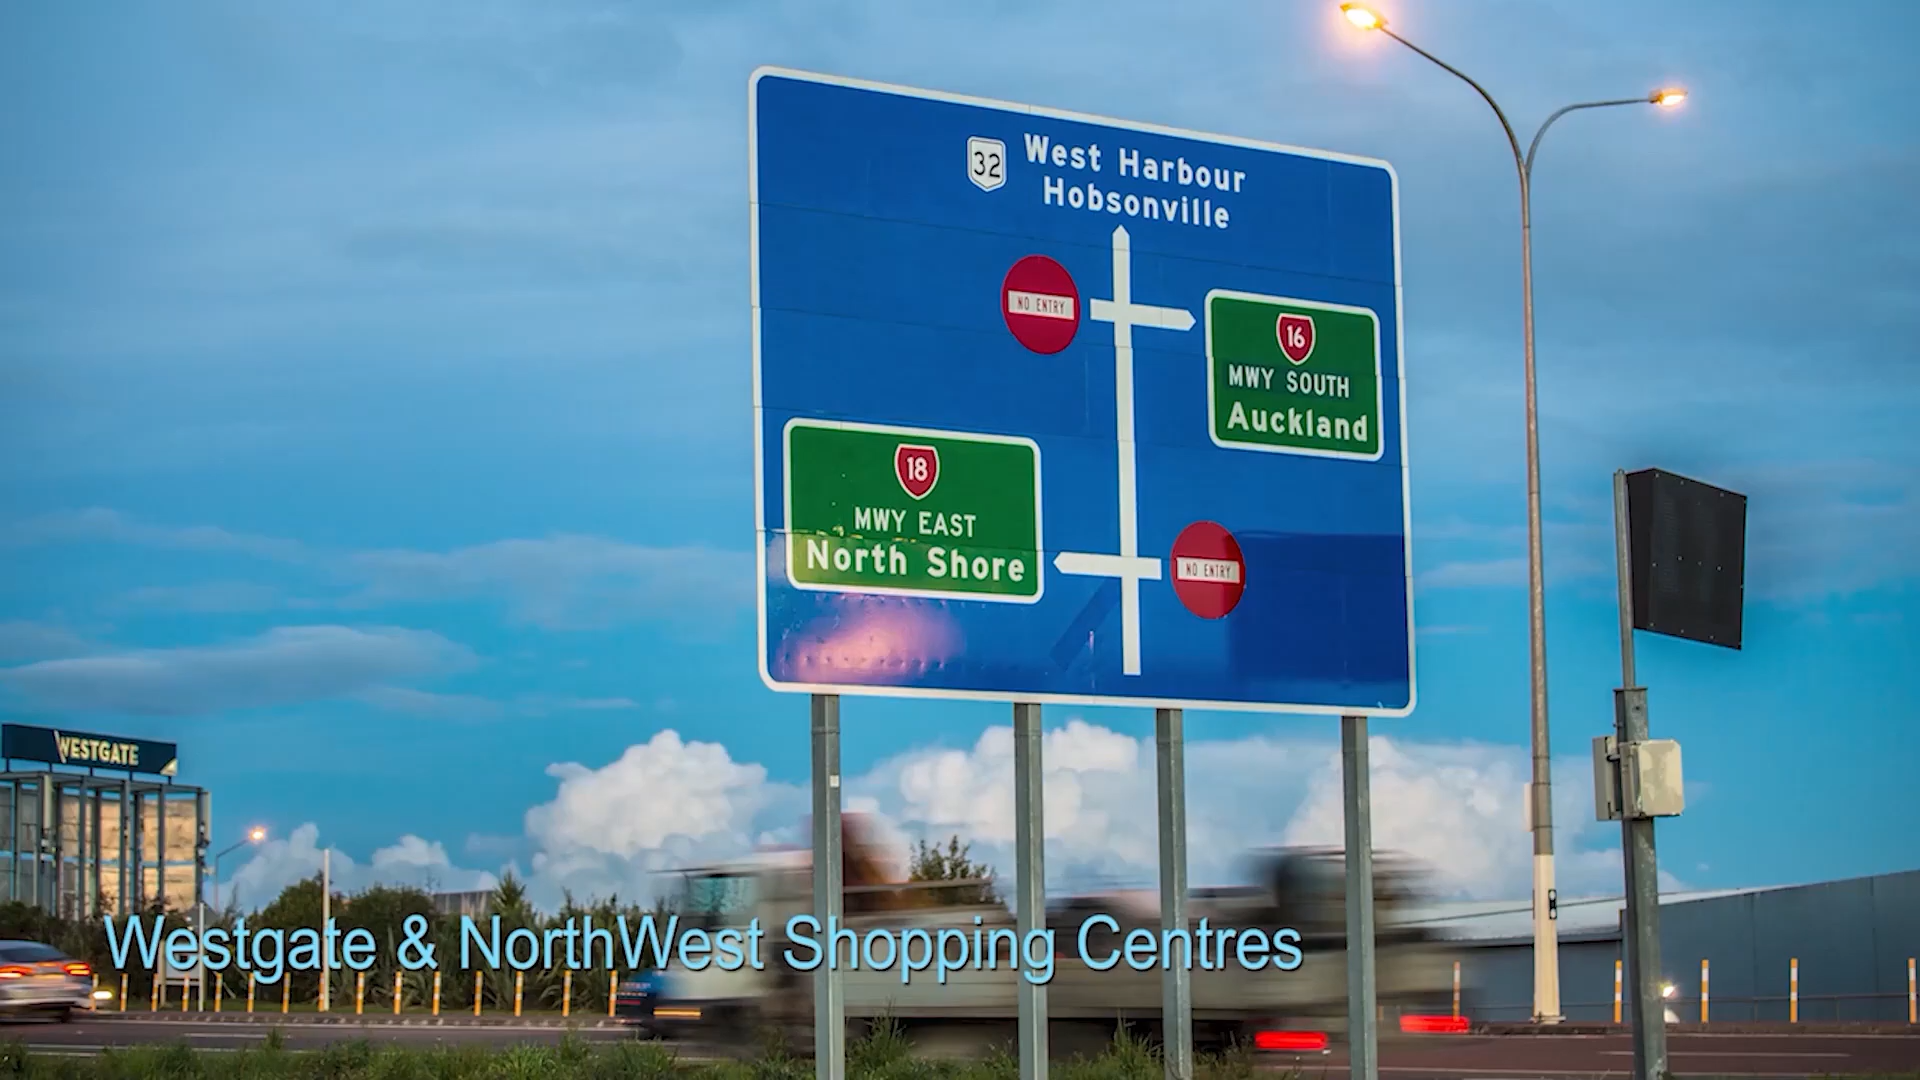 32
West Harbour
Hobsonville
NO ENTRY
16
MWY SOUTH
Auckland
18
MWY EAST
North Shore
NO ENTRY
WESTGATE
Westgate & NorthWest Shopping Centres